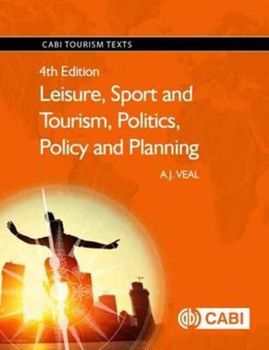 CABI TOURISM TEXTS
4th Edition
Leisure, Sport and
Tourism, Politics,
Policy and Planning
A.J. VEAL
CABI